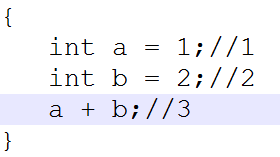 {
int a = 1;//1
int b = 2;//2
a + b;//3
}